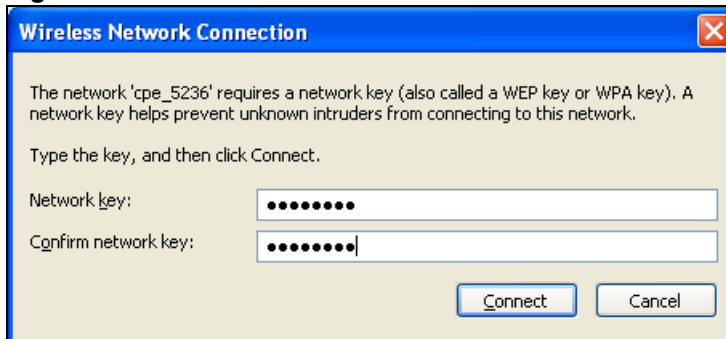 Wireless Network Connection
The network 'cpe_5236' requires a network key (also called a WEP key or WPA key). A
network key helps prevent unknown intruders from connecting to this network.
Type the key, and then click Connect.
Network key: ••••••••
Confirm network key: ••••••••
Connect Cancel